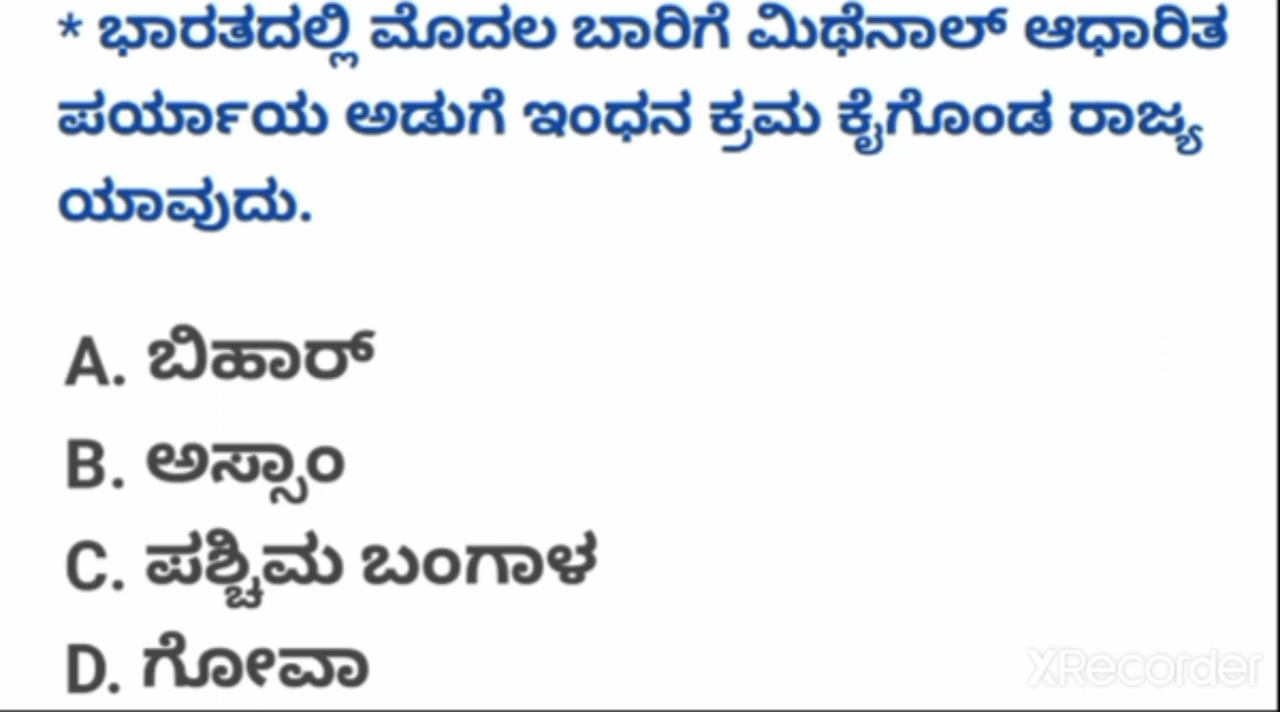 * ಭಾರತದಲ್ಲಿ ಮೊದಲ ಬಾರಿಗೆ ಮಿಥೆನಾಲ್ ಆಧಾರಿತ
ಪರ್ಯಾಯ ಅಡುಗೆ ಇಂಧನ ಕ್ರಮ ಕೈಗೊಂಡ ರಾಜ್ಯ
ಯಾವುದು.
A. ಬಿಹಾರ್
B. ಅಸ್ಸಾಂ
C. ಪಶ್ಚಿಮ ಬಂಗಾಳ
D. ಗೋವಾ
XRecorder